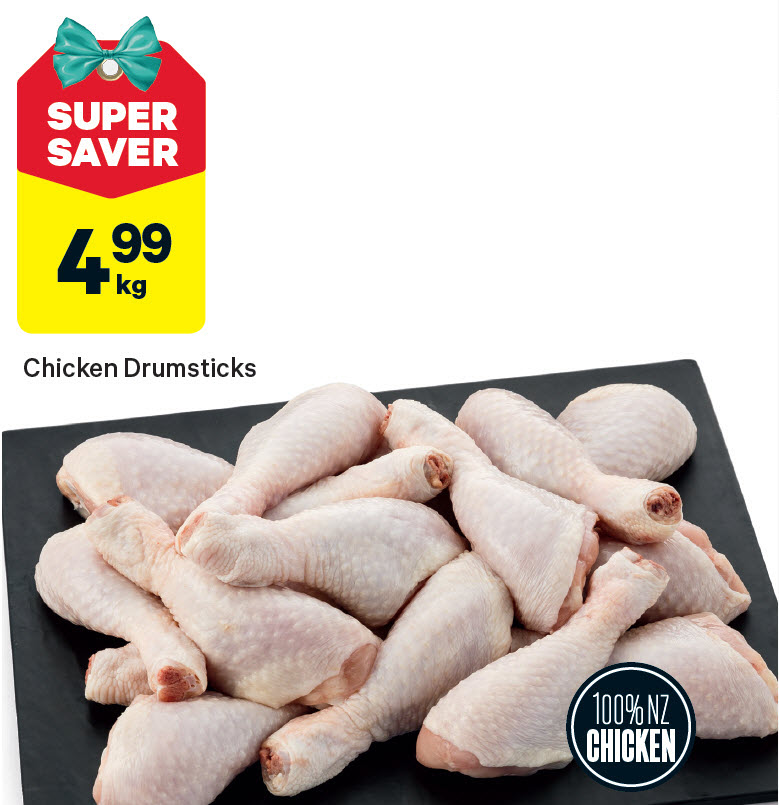 SUPER
SAVER
4.99
kg
Chicken Drumsticks
100% NZ
CHICKEN